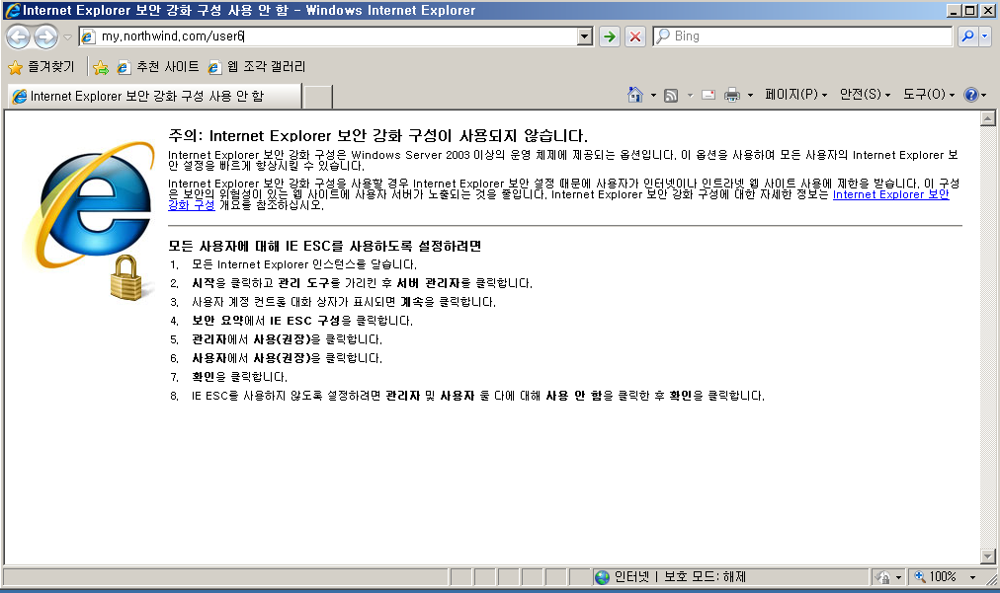 Internet Explorer 보안 강화 구성 사용 안 함 - Windows Internet Explorer
my.northwind.com/user6
Bing
즐겨찾기
추천 사이트
웹 조각 갤러리
Internet Explorer 보안 강화 구성 사용 안 함
페이지(P)
안전(S)
도구(O)
주의: Internet Explorer 보안 강화 구성이 사용되지 않습니다.
Internet Explorer 보안 강화 구성은 Windows Server 2003 이상의 운영 체제에 제공되는 옵션입니다. 이 옵션을 사용하여 모든 사용자의 Internet Explorer 보
안 설정을 빠르게 향상시킬 수 있습니다.
Internet Explorer 보안 강화 구성을 사용할 경우 Internet Explorer 보안 설정 때문에 사용자가 인터넷이나 인트라넷 웹 사이트 사용에 제한을 받습니다. 이 구성
은 보안의 위험성이 있는 웹 사이트에 사용자 서버가 노출되는 것을 줄입니다. Internet Explorer 보안 강화 구성에 대한 자세한 정보는 Internet Explorer 보안
강화 구성 개요를 참조하십시오.
모든 사용자에 대해 IE ESC를 사용하도록 설정하려면
1. 모든 Internet Explorer 인스턴스를 닫습니다.
2. 시작을 클릭하고 관리 도구를 가리킨 후 서버 관리자를 클릭합니다.
3. 사용자 계정 컨트롤 대화 상자가 표시되면 계속을 클릭합니다.
4. 보안 요약에서 IE ESC 구성을 클릭합니다.
5. 관리자에서 사용(권장)을 클릭합니다.
6. 사용자에서 사용(권장)을 클릭합니다.
7. 확인을 클릭합니다.
8. IE ESC를 사용하지 않도록 설정하려면 관리자 및 사용자 둘 다에 대해 사용 안 함을 클릭한 후 확인을 클릭합니다.
인터넷 | 보호 모드: 해제
100%